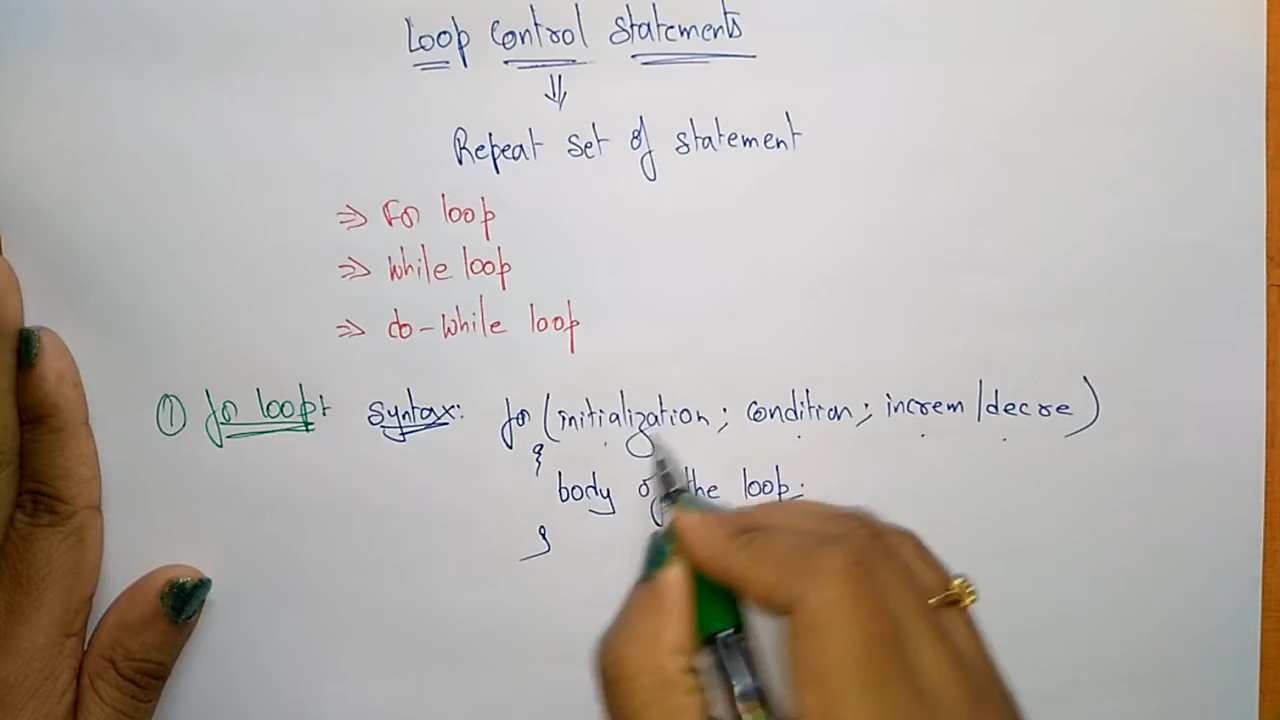 Loop Control Statements
⇓
Repeat set of statement
⇒ For loop
⇒ while loop
⇒ do-while loop
① for loop:
Syntax: for (initialization; condition; increm/decre)
{
body of the loop;
}